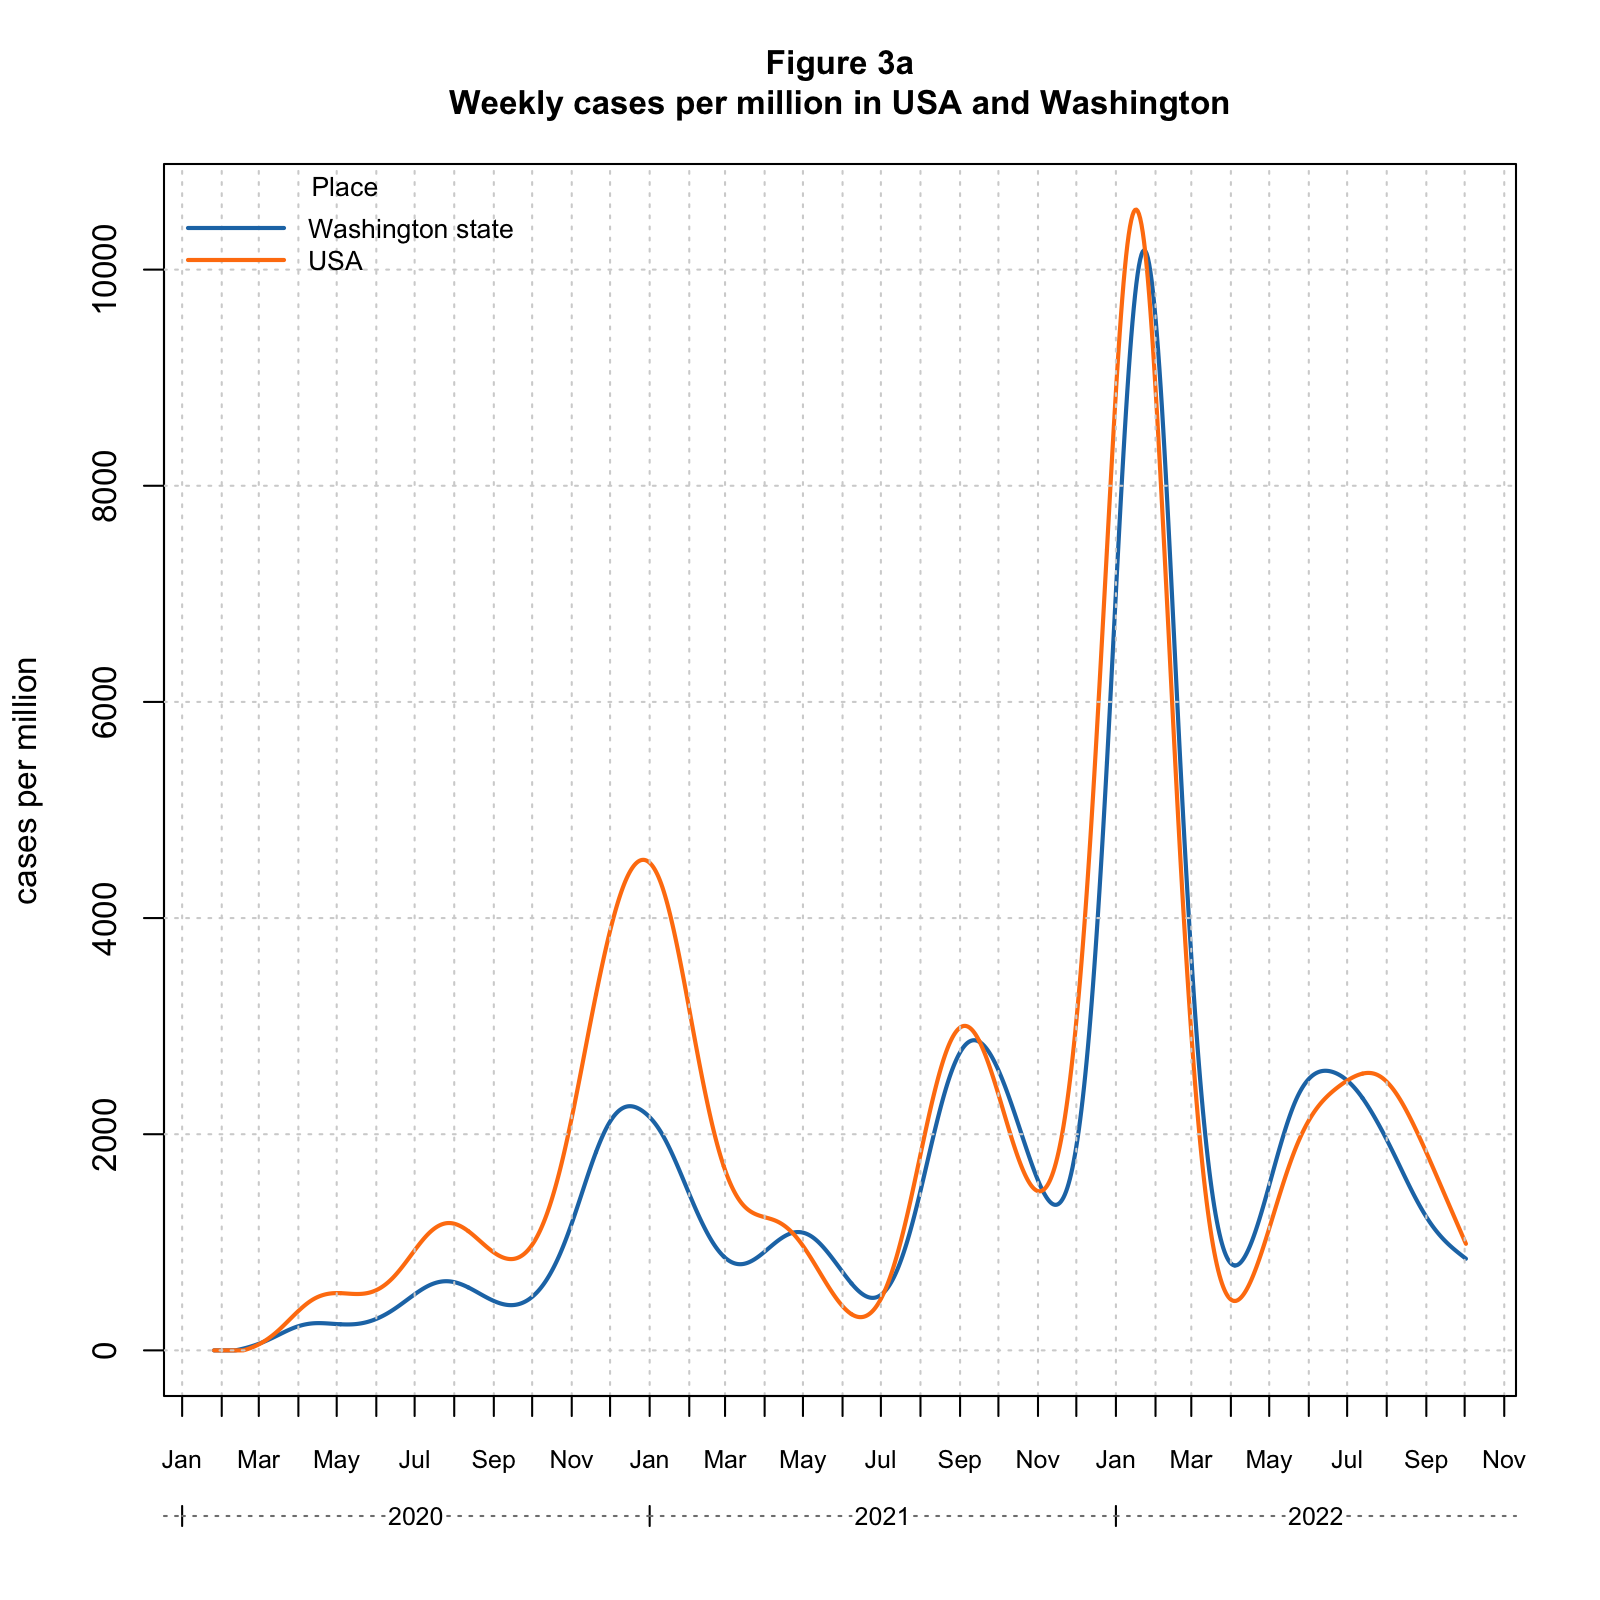 Figure 3a
Weekly cases per million in USA and Washington
Place
Washington state
USA
cases per million
10000
8000
6000
4000
2000
0
Jan Mar May Jul Sep Nov Jan Mar May Jul Sep Nov Jan Mar May Jul Sep Nov
2020 2021 2022